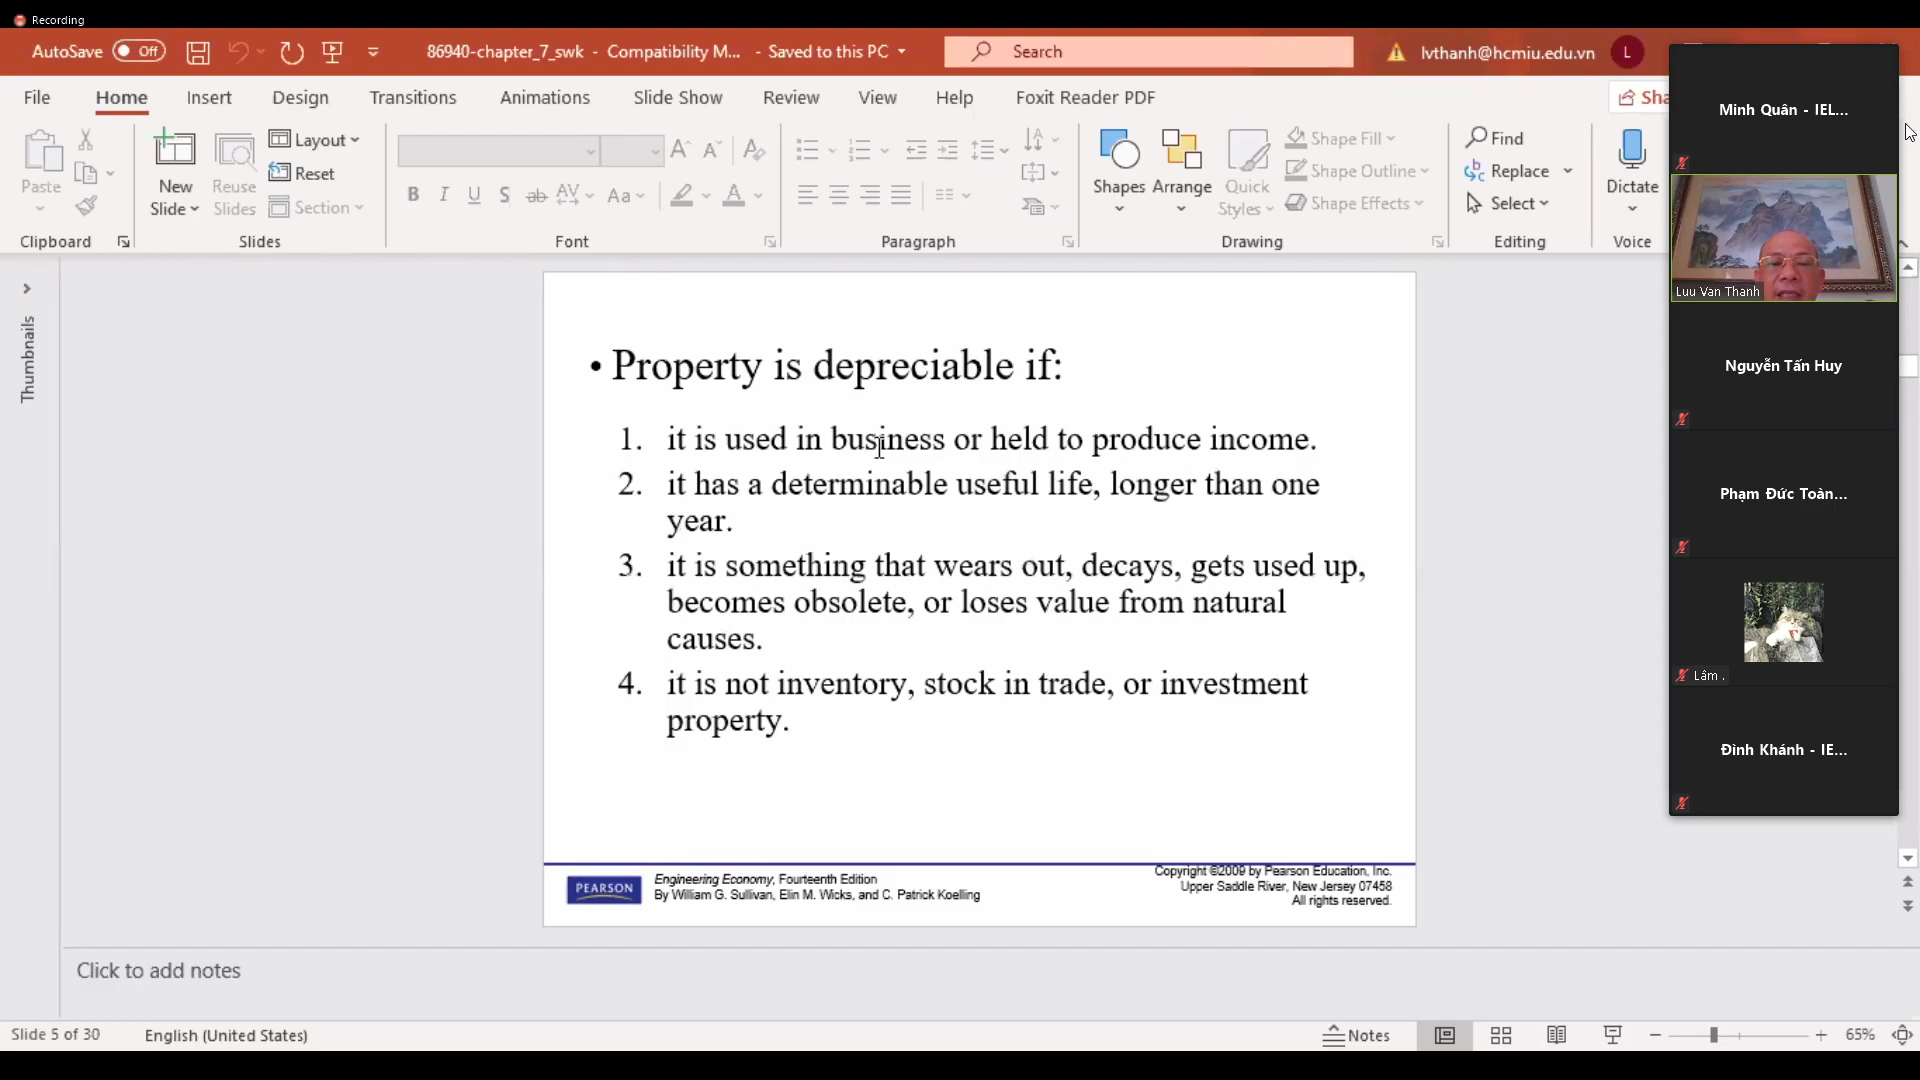 Recording
AutoSave Off 86940-chapter_7_swk - Compatibility M... - Saved to this PC Search lvthanh@hcmiu.edu.vn L
File Home Insert Design Transitions Animations Slide Show Review View Help Foxit Reader PDF Sha
Paste New Slide Reuse Slides Layout Reset Section Shapes Arrange Quick Styles Shape Fill Shape Outline Shape Effects Find Replace Select Dictate
Clipboard Slides Font Paragraph Drawing Editing Voice
Thumbnails
• Property is depreciable if:
1. it is used in business or held to produce income.
2. it has a determinable useful life, longer than one
year.
3. it is something that wears out, decays, gets used up,
becomes obsolete, or loses value from natural
causes.
4. it is not inventory, stock in trade, or investment
property.
PEARSON
Engineering Economy, Fourteenth Edition
By William G. Sullivan, Elin M. Wicks, and C. Patrick Koelling
Copyright ©2009 by Pearson Education, Inc.
Upper Saddle River, New Jersey 07458
All rights reserved.
Minh Quân - IEL...
Luu Van Thanh
Nguyễn Tấn Huy
Phạm Đức Toàn...
Lâm .
Đình Khánh - IE...
Click to add notes
Slide 5 of 30 English (United States) Notes 65%